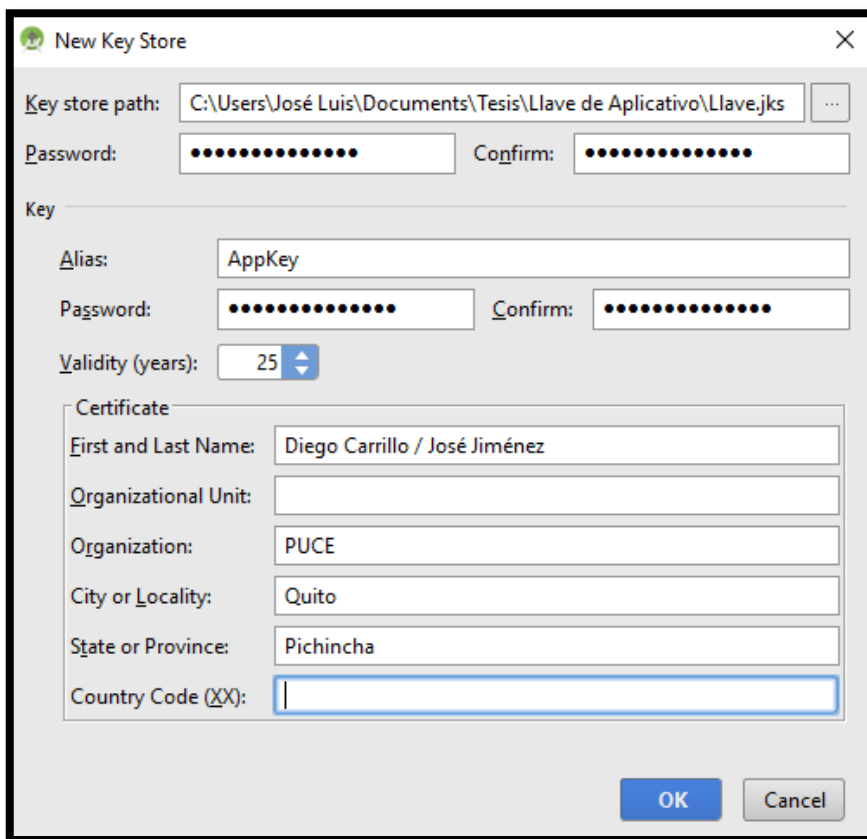 New Key Store
Key store path: C:\Users\José Luis\Documents\Tesis\Llave de Aplicativo\Llave.jks ...
Password: •••••••••••••• Confirm: ••••••••••••••
Key
Alias: AppKey
Password: •••••••••••••• Confirm: ••••••••••••••
Validity (years): 25
Certificate
First and Last Name: Diego Carrillo / José Jiménez
Organizational Unit:
Organization: PUCE
City or Locality: Quito
State or Province: Pichincha
Country Code (XX):
OK Cancel